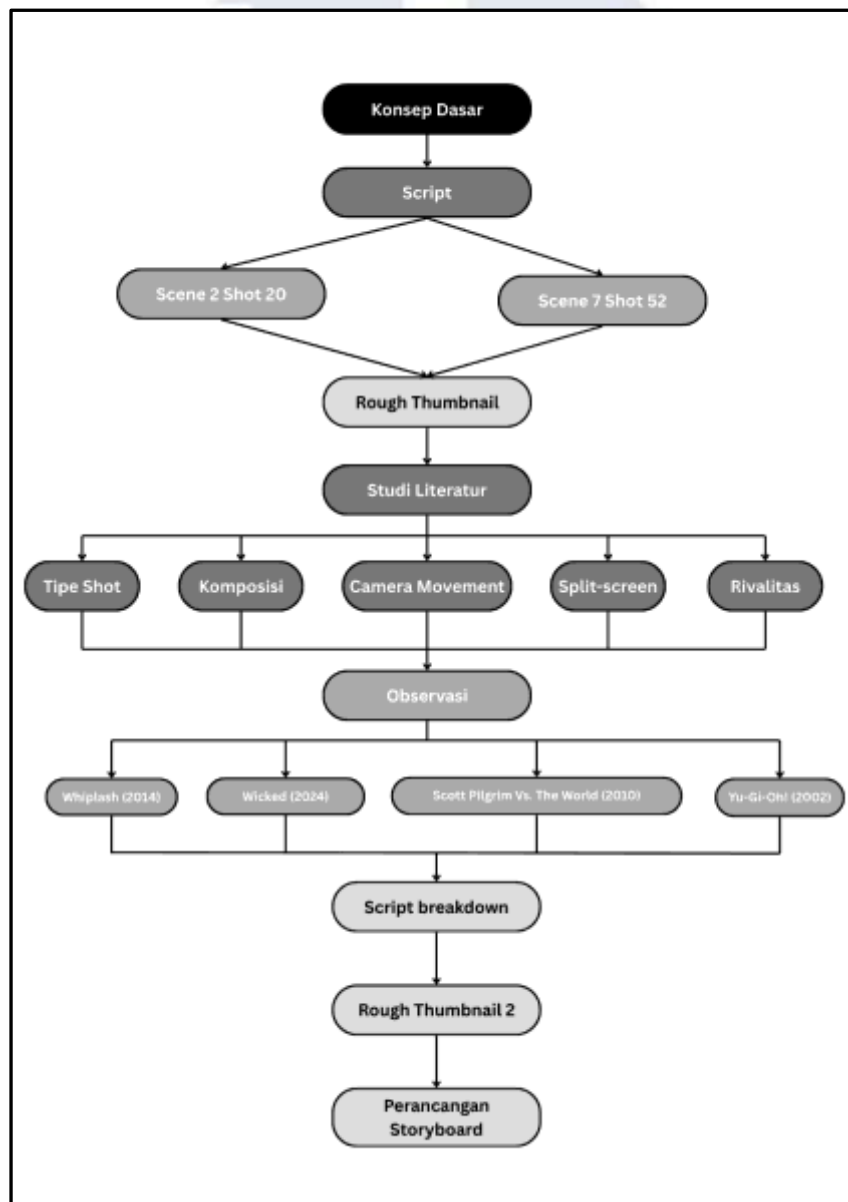 Konsep Dasar
Script
Scene 2 Shot 20
Scene 7 Shot 52
Rough Thumbnail
Studi Literatur
Tipe Shot
Komposisi
Camera Movement
Split-screen
Rivalitas
Observasi
Whiplash (2014)
Wicked (2024)
Scott Pilgrim Vs. The World (2010)
Yu-Gi-Oh! (2002)
Script breakdown
Rough Thumbnail 2
Perancangan
Storyboard